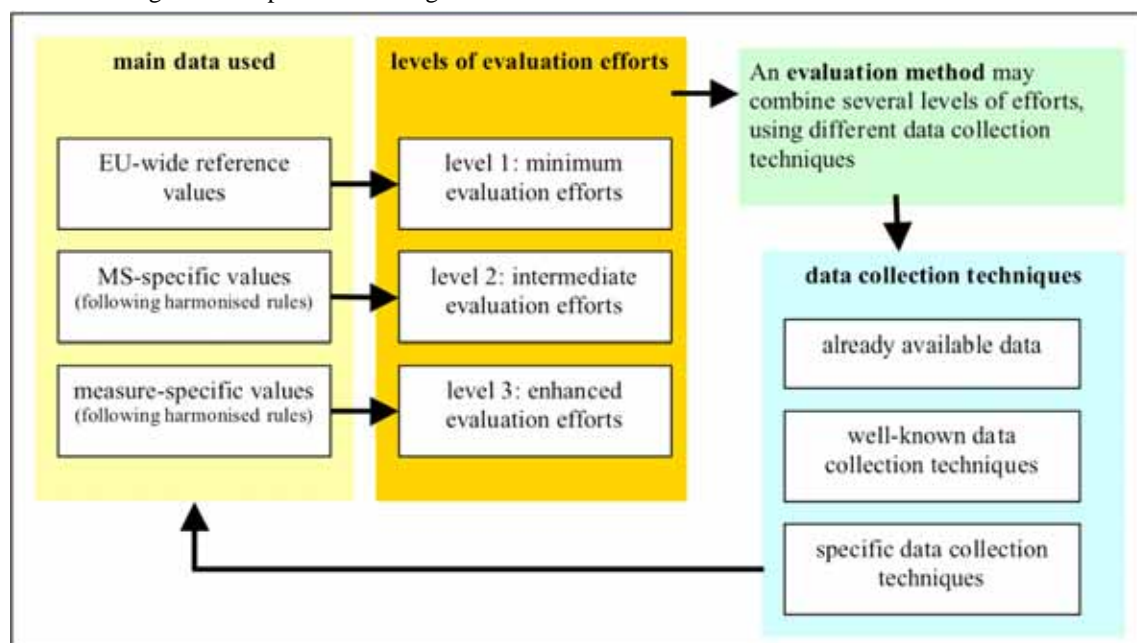 main data used
EU-wide reference
values
MS-specific values
(following harmonised rules)
measure-specific values
(following harmonised rules)
levels of evaluation efforts
level 1: minimum
evaluation efforts
level 2: intermediate
evaluation efforts
level 3: enhanced
evaluation efforts
An evaluation method may
combine several levels of efforts,
using different data collection
techniques
data collection techniques
already available data
well-known data
collection techniques
specific data collection
techniques